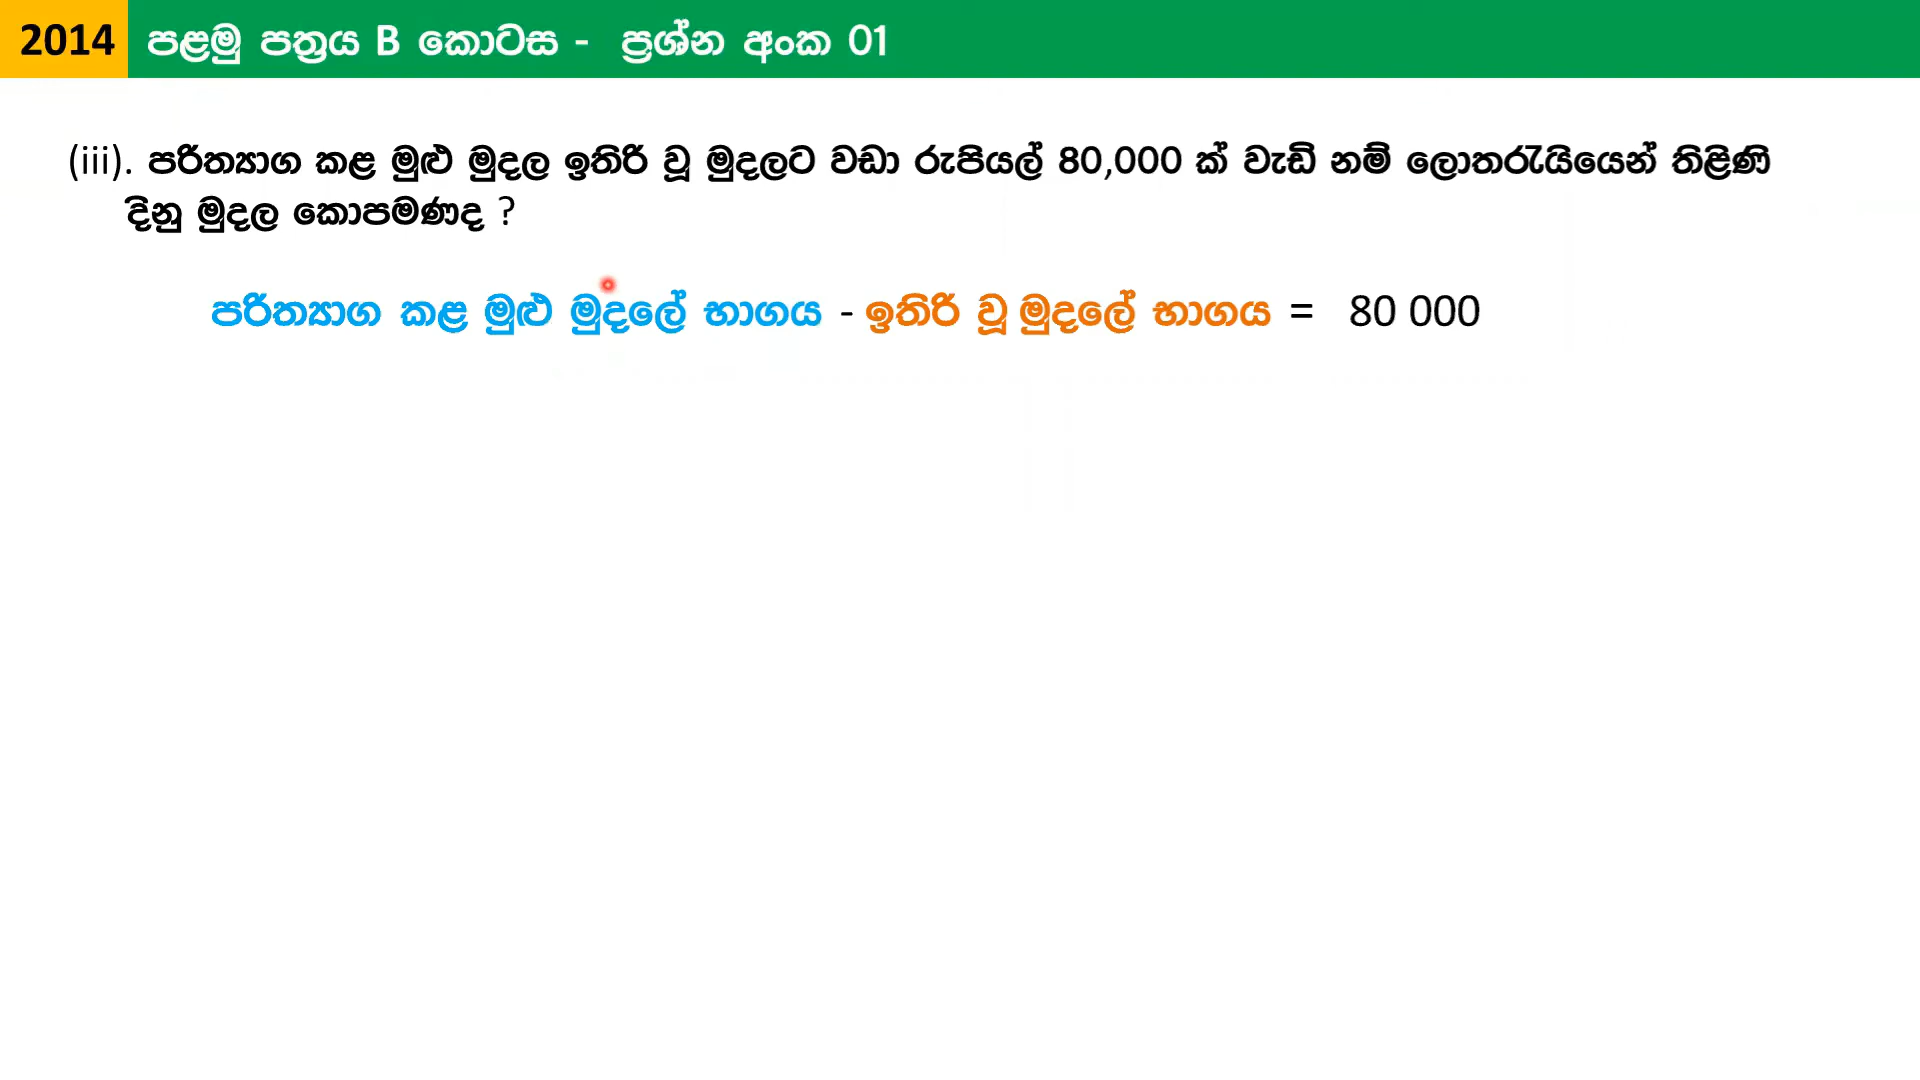 2014 පළමු පත්‍රය B කොටස - ප්‍රශ්න අංක 01
(iii). පරිත්‍යාග කළ මුළු මුදල ඉතිරි වූ මුදලට වඩා රුපියල් 80,000 ක් වැඩි නම් ලොතරැයියෙන් තිළිණි
දිනු මුදල කොපමණද ?
පරිත්‍යාග කළ මුළු මුදලේ භාගය - ඉතිරි වූ මුදලේ භාගය = 80 000